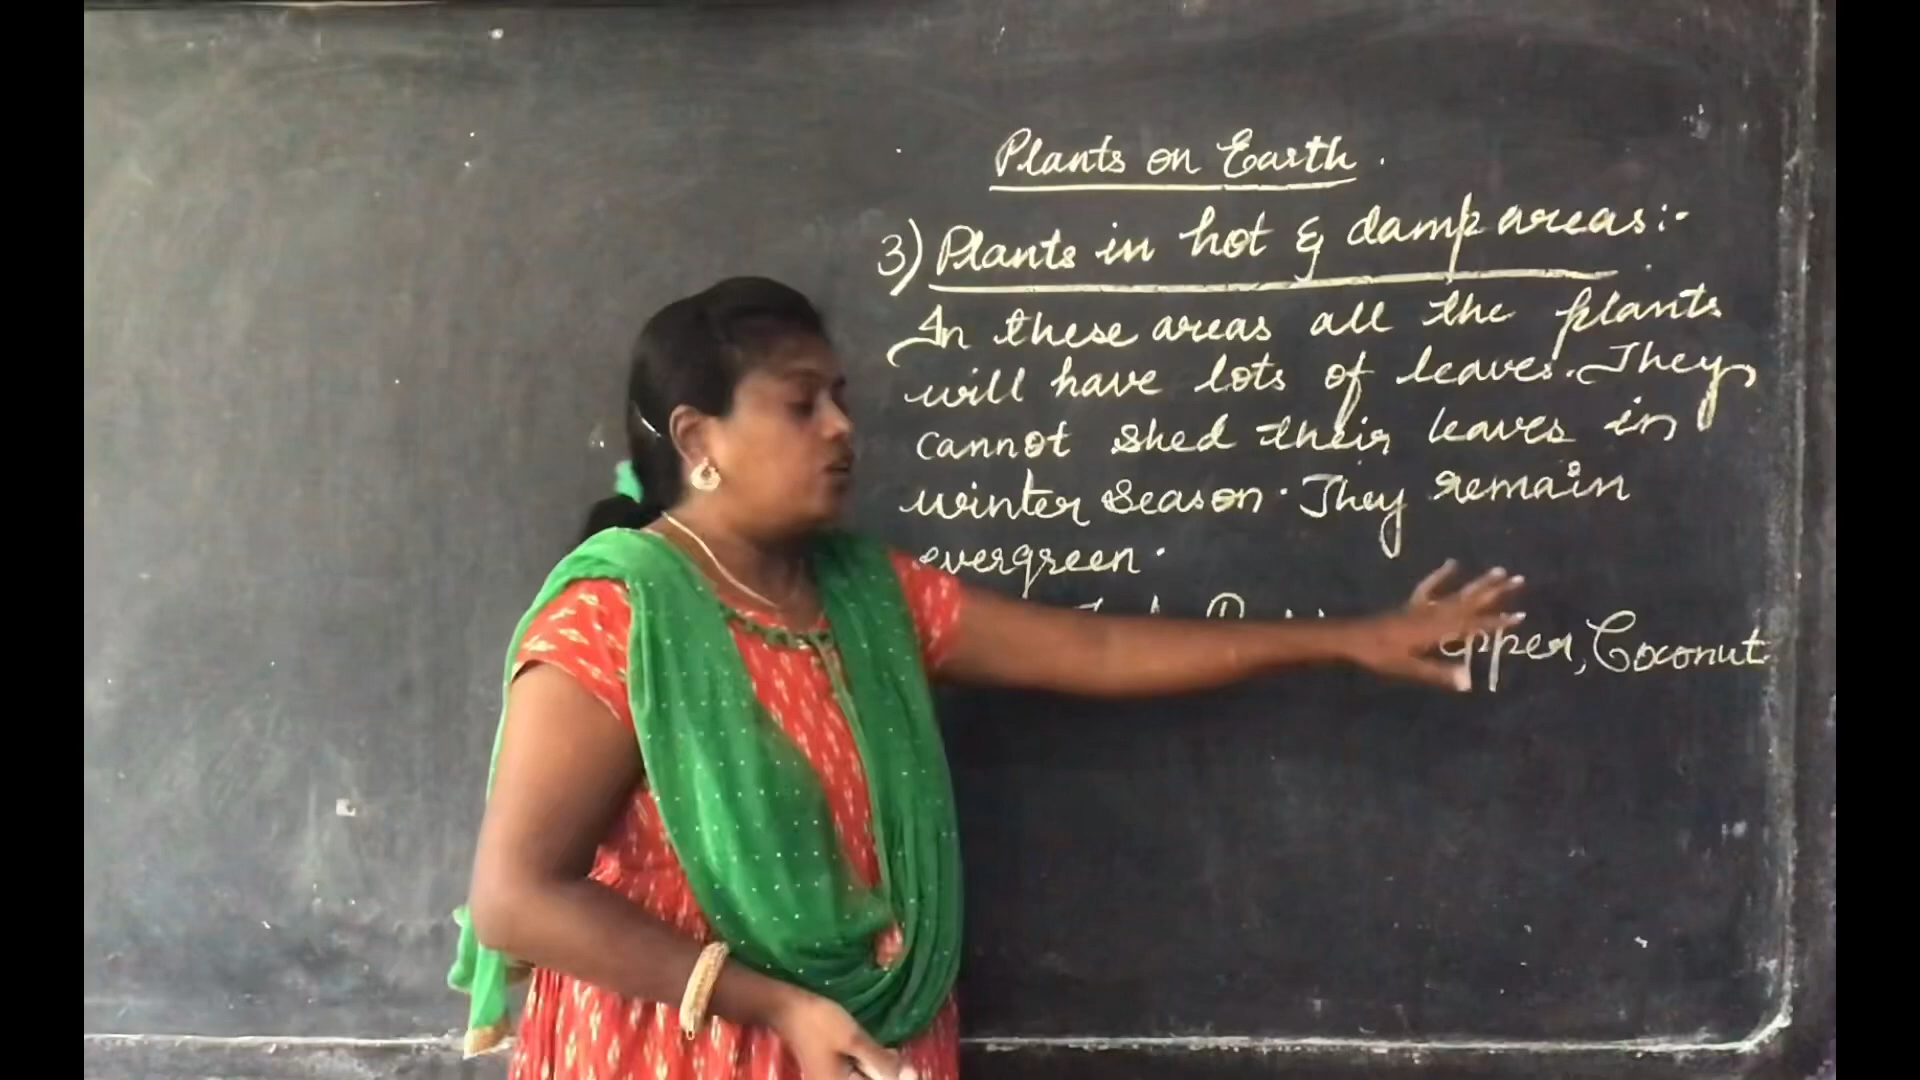 Plants on Earth.
3) Plants in hot & damp areas:-
In these areas all the plants
will have lots of leaves. They
cannot shed their leaves in
winter season. They remain
evergreen.
Coconut